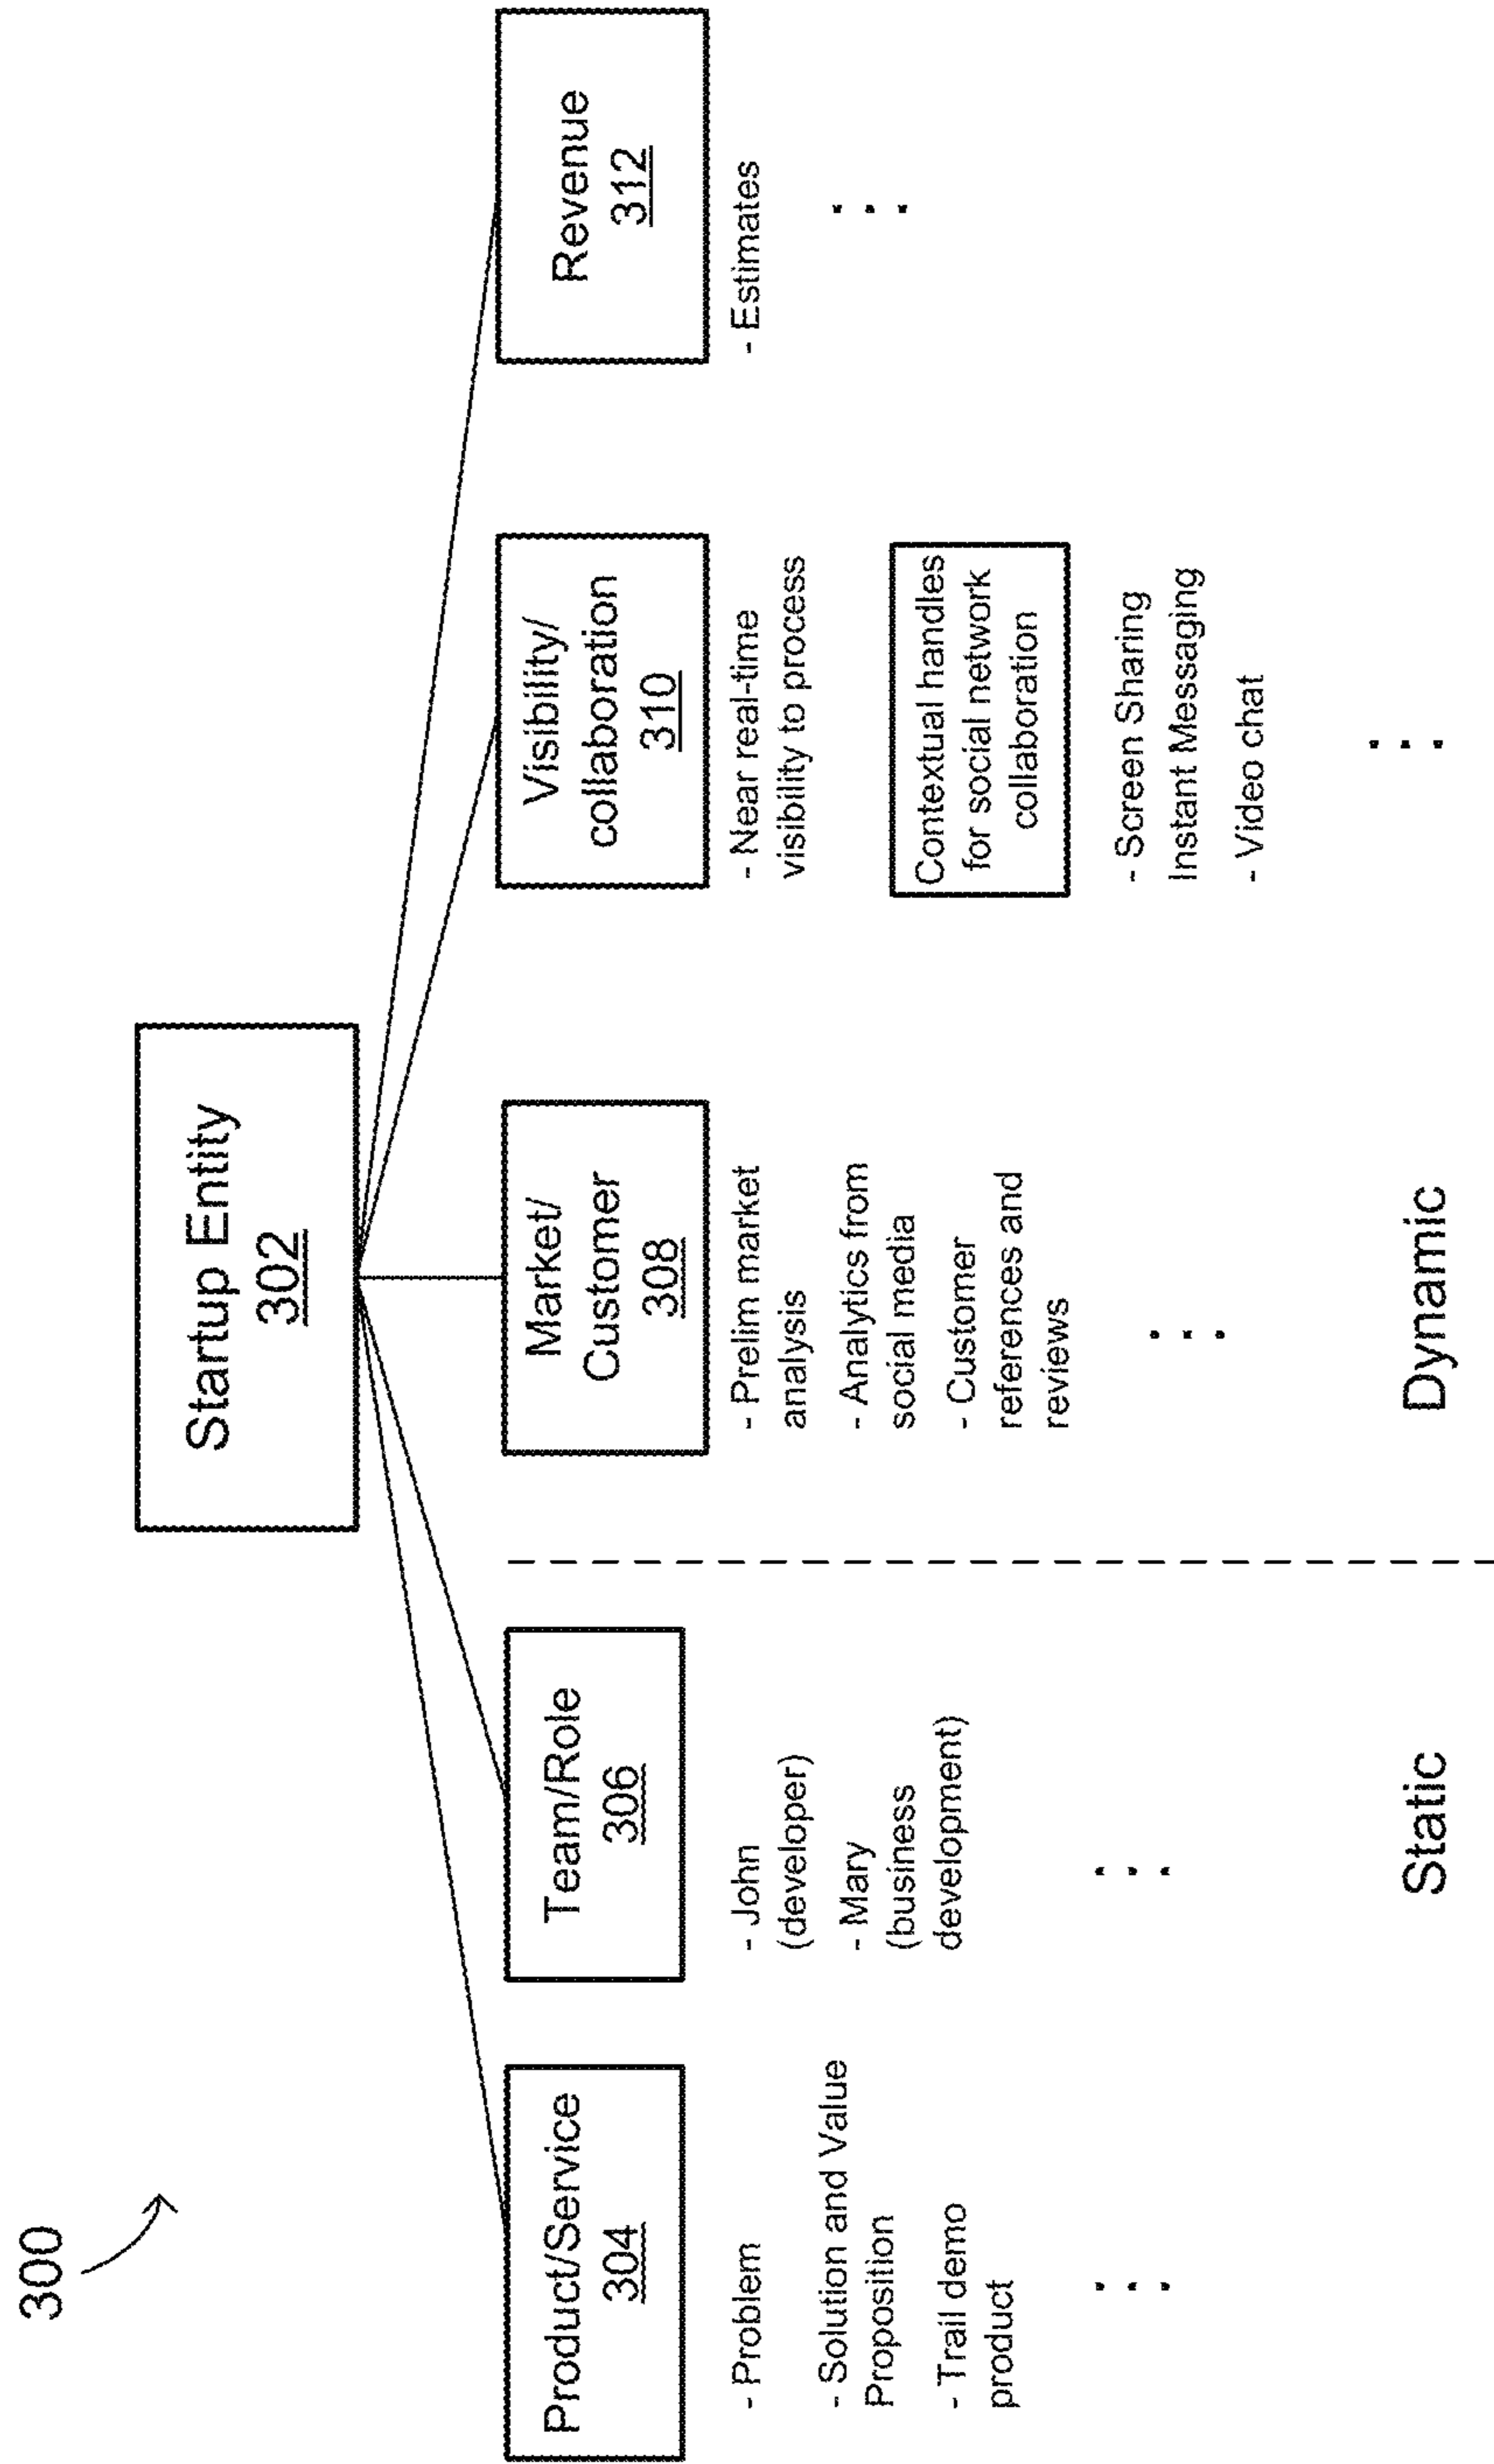 300
Startup Entity
302
Product/Service
304
- Problem
- Solution and Value
Proposition
- Trail demo
product
...
Team/Role
306
- John
(developer)
- Mary
(business
development)
...
Static
Market/
Customer
308
- Prelim market
analysis
- Analytics from
social media
- Customer
references and
reviews
...
Dynamic
Visibility/
collaboration
310
- Near real-time
visibility to process
Contextual handles
for social network
collaboration
- Screen Sharing
Instant Messaging
- Video chat
...
Revenue
312
- Estimates
...